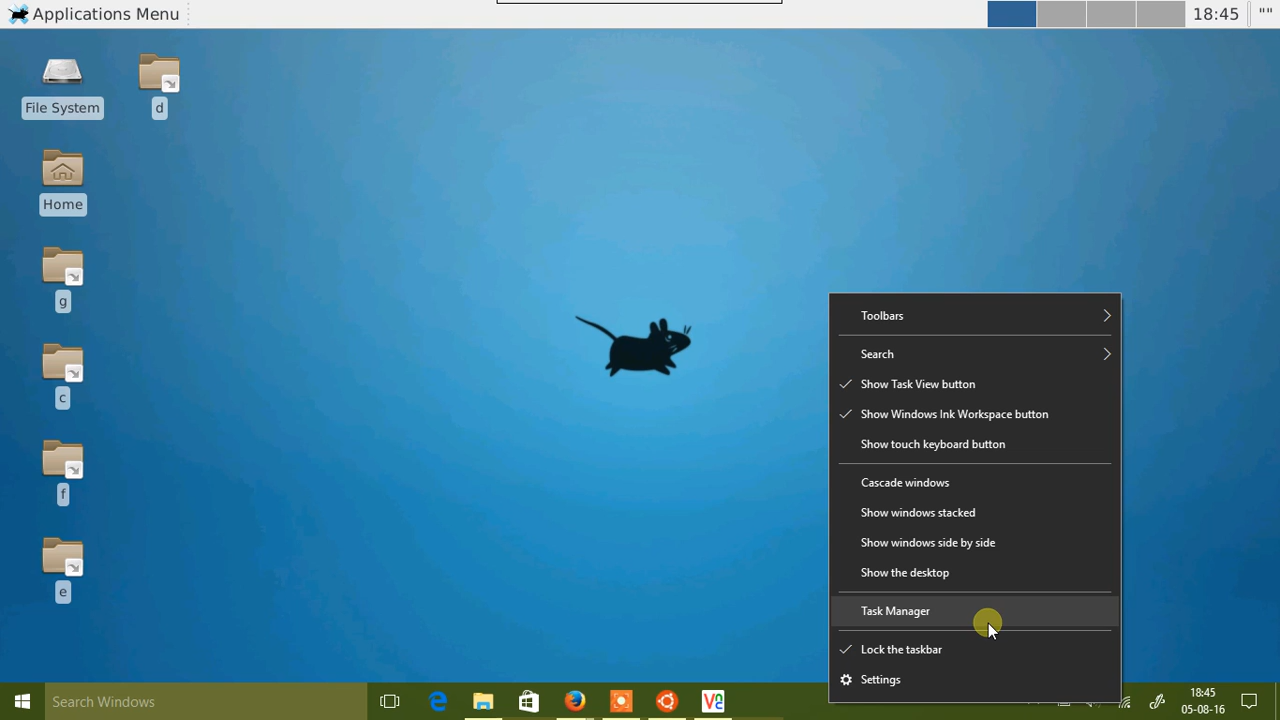 Applications Menu
18:45
""
File System
d
Home
g
c
f
e
Toolbars
Search
Show Task View button
Show Windows Ink Workspace button
Show touch keyboard button
Cascade windows
Show windows stacked
Show windows side by side
Show the desktop
Task Manager
Lock the taskbar
Settings
Search Windows
VNC
18:45
05-08-16